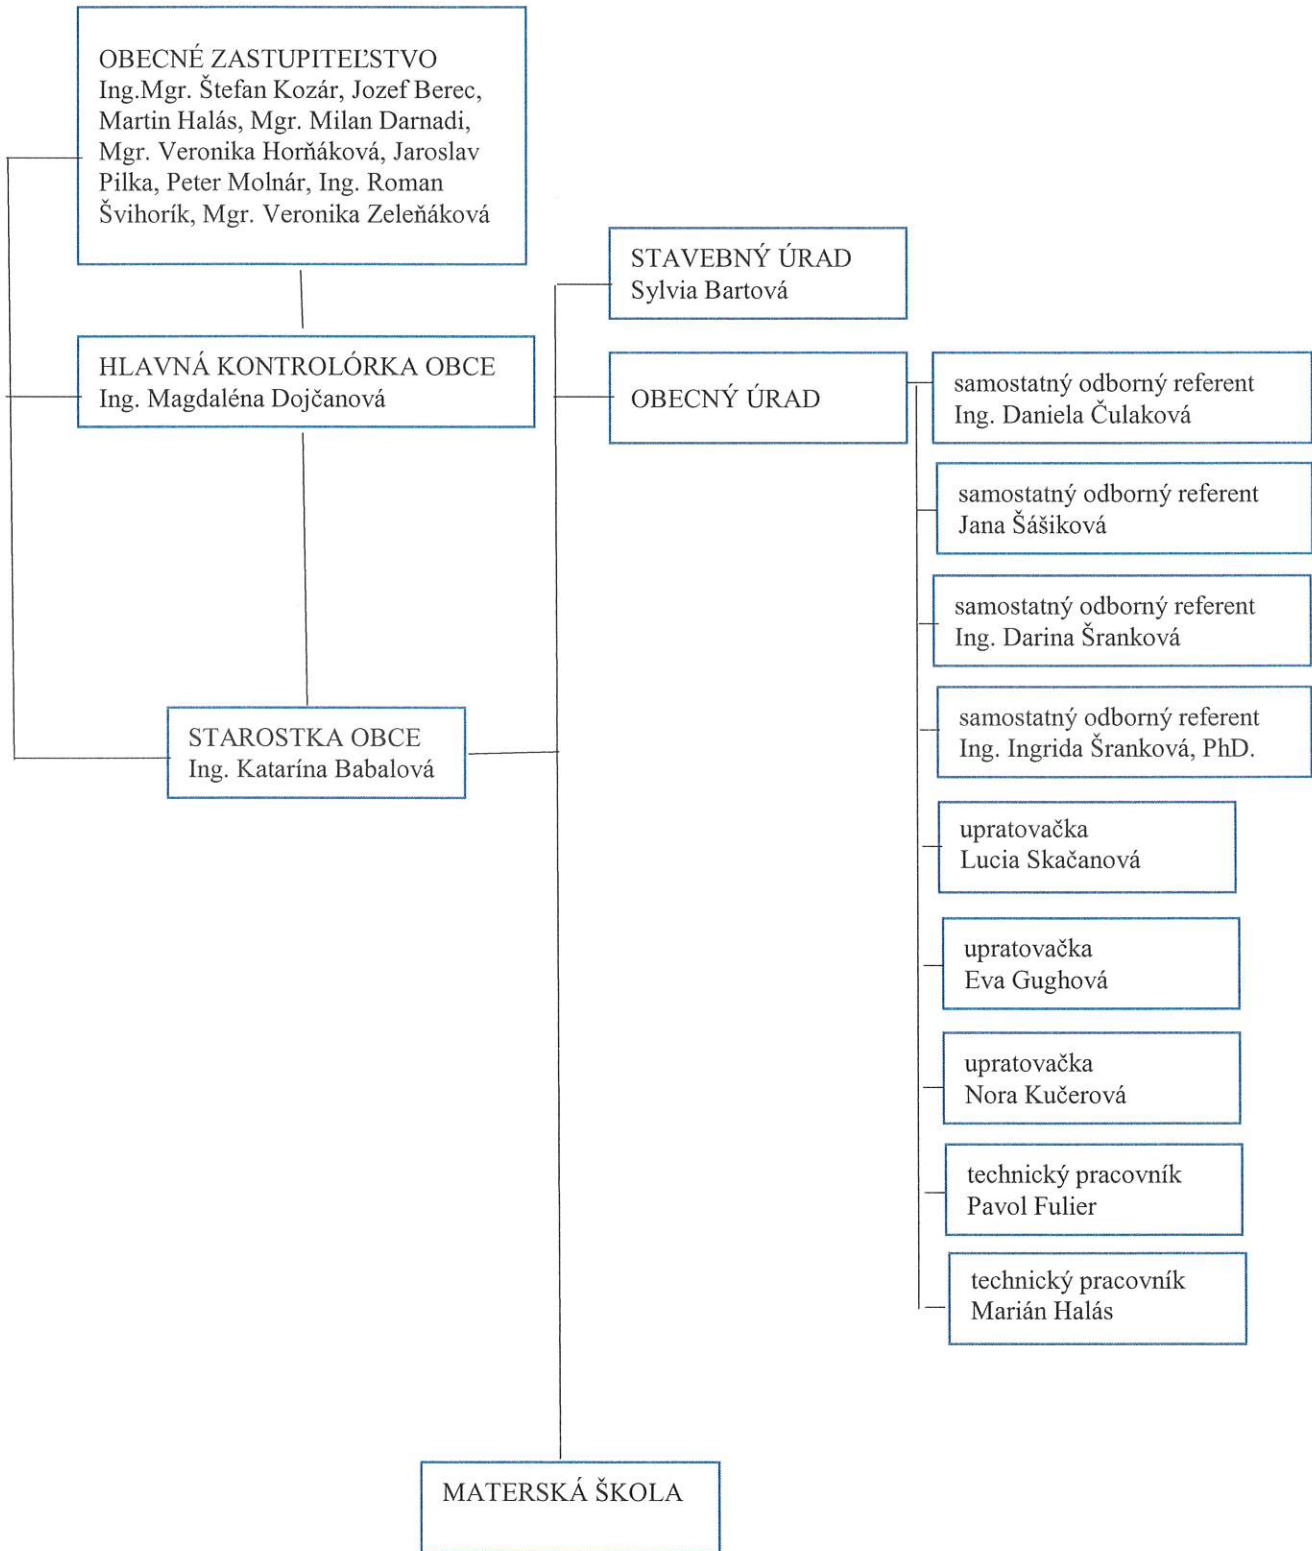 OBECNÉ ZASTUPITEĽSTVO
Ing.Mgr. Štefan Kozár, Jozef Berec,
Martin Halás, Mgr. Milan Darnadi,
Mgr. Veronika Horňáková, Jaroslav
Pilka, Peter Molnár, Ing. Roman
Švihorík, Mgr. Veronika Zeleňáková
HLAVNÁ KONTROLÓRKA OBCE
Ing. Magdaléna Dojčanová
STAROSTKA OBCE
Ing. Katarína Babalová
STAVEBNÝ ÚRAD
Sylvia Bartová
OBECNÝ ÚRAD
samostatný odborný referent
Ing. Daniela Čulaková
samostatný odborný referent
Jana Šášiková
samostatný odborný referent
Ing. Darina Šranková
samostatný odborný referent
Ing. Ingrida Šranková, PhD.
upratovačka
Lucia Skačanová
upratovačka
Eva Gughová
upratovačka
Nora Kučerová
technický pracovník
Pavol Fulier
technický pracovník
Marián Halás
MATERSKÁ ŠKOLA